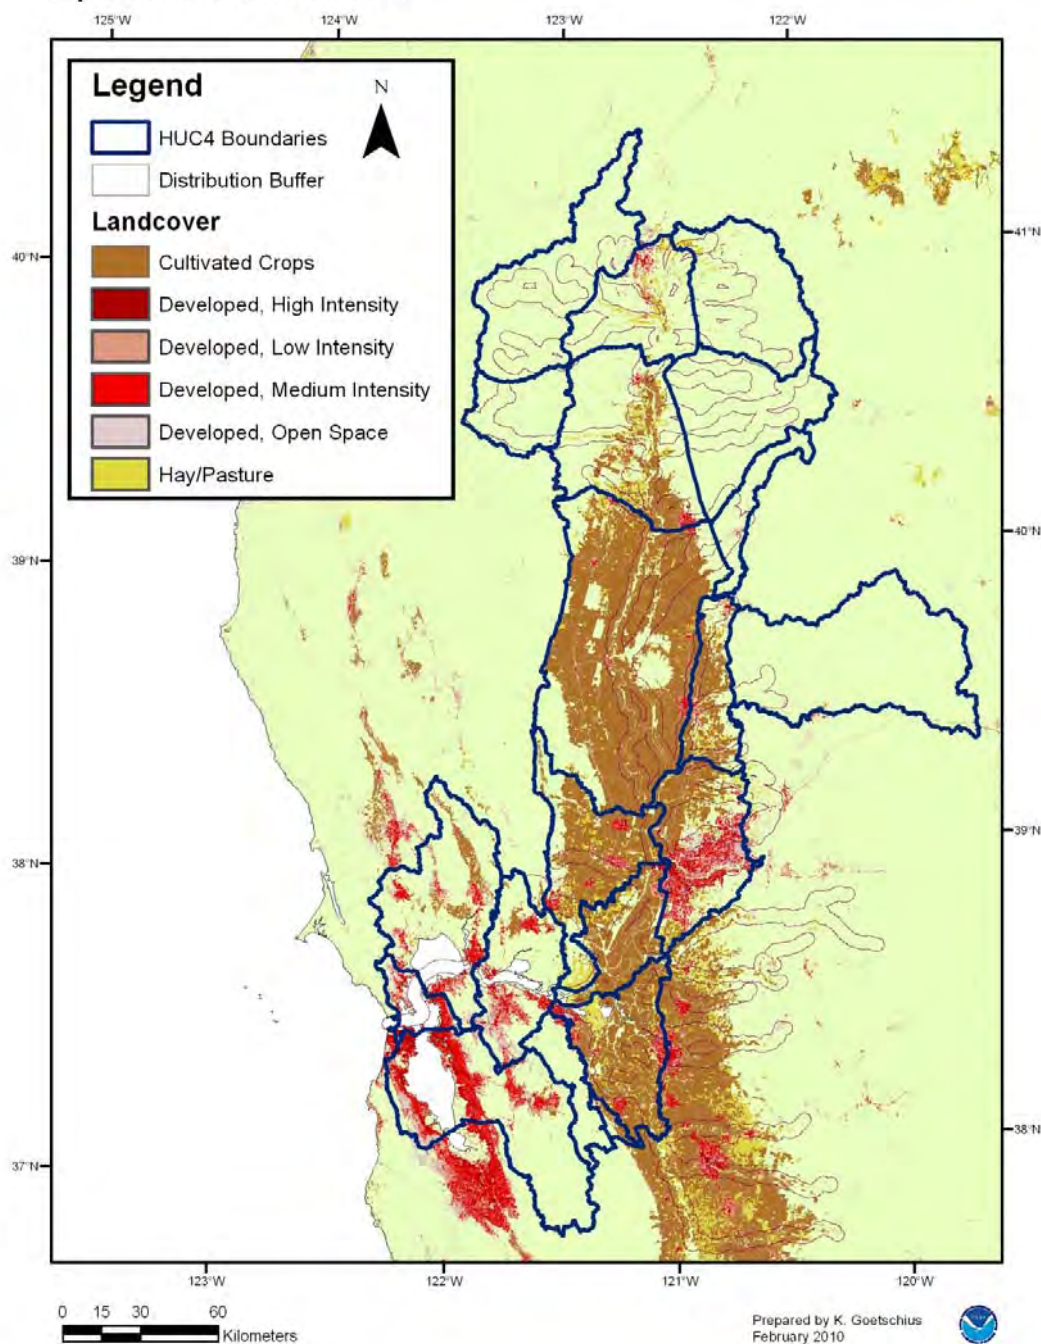 125°W 124°W 123°W 122°W
Legend
N
HUC4 Boundaries
Distribution Buffer
Landcover
Cultivated Crops
Developed, High Intensity
Developed, Low Intensity
Developed, Medium Intensity
Developed, Open Space
Hay/Pasture
41°N
40°N
40°N
39°N
39°N
38°N
38°N
37°N
123°W 122°W 121°W 120°W
0 15 30 60
Kilometers
Prepared by K. Goetschius
February 2010